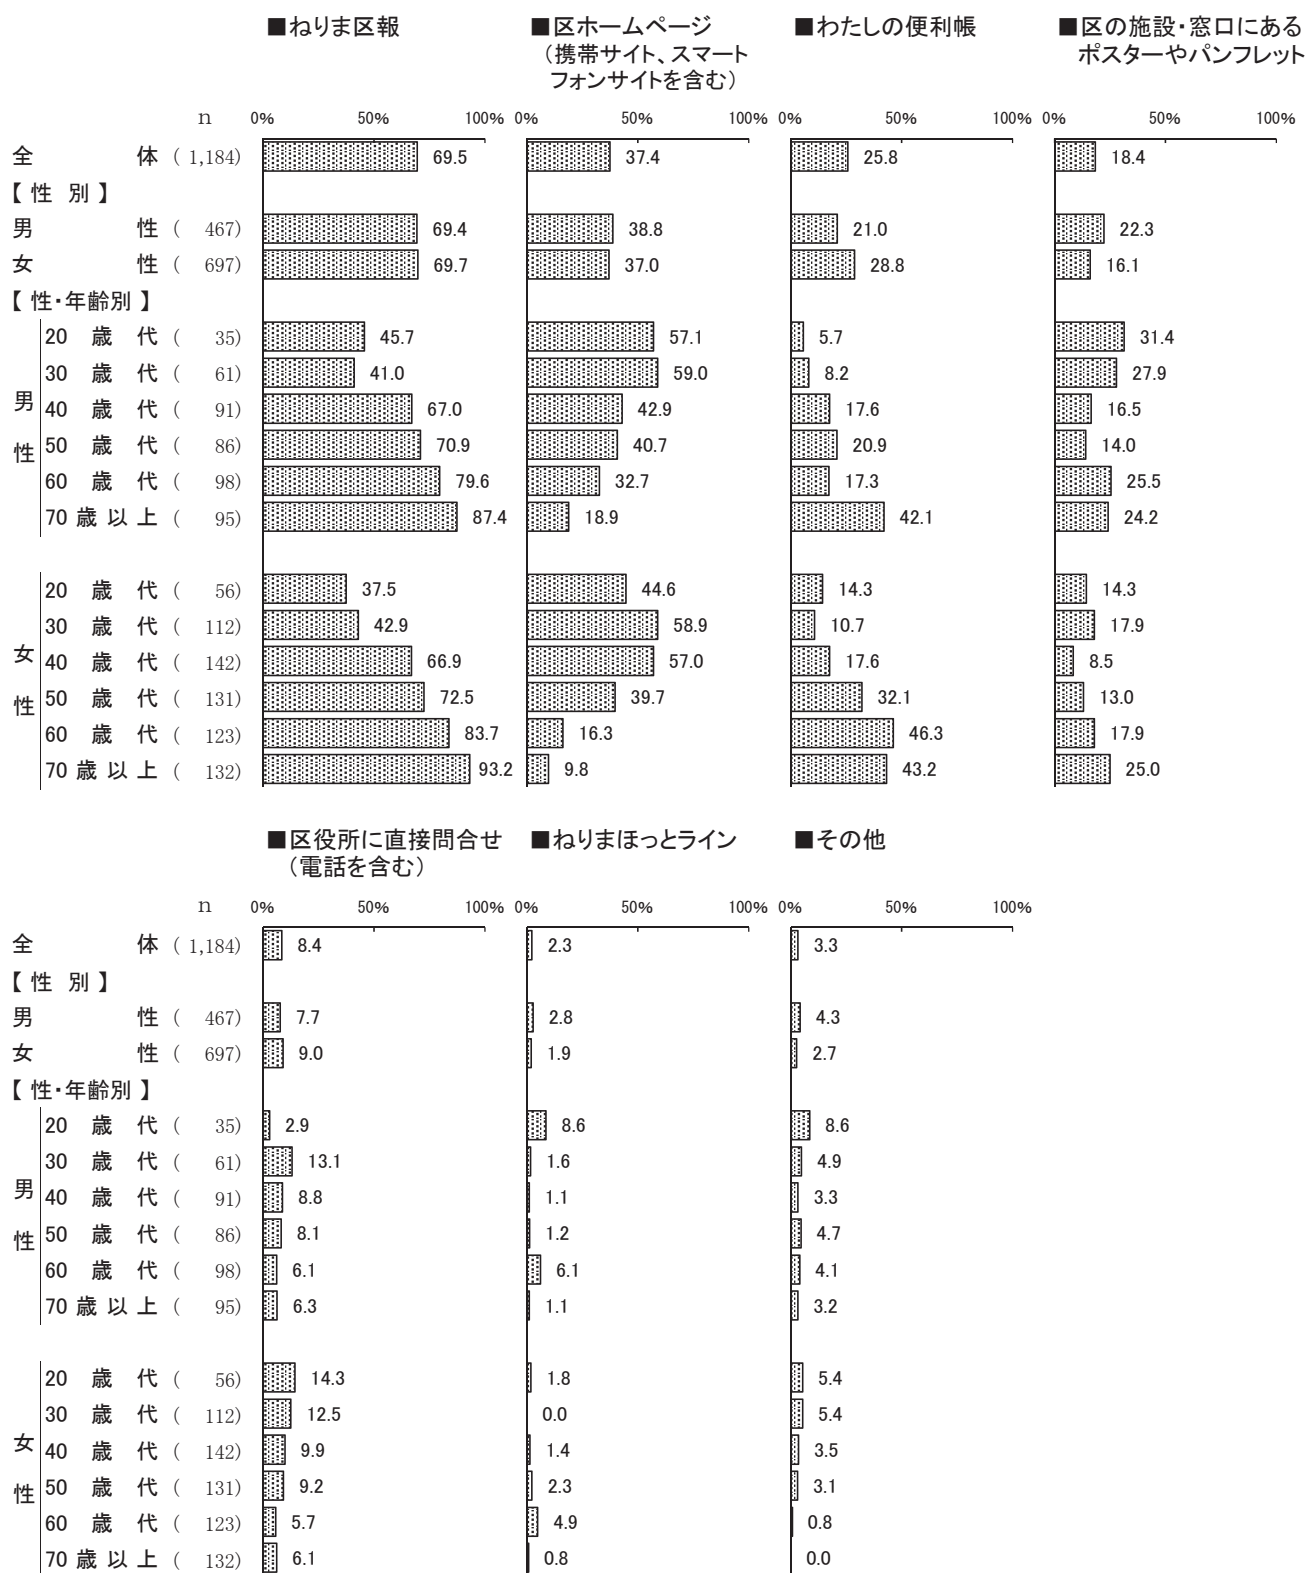 ■ねりま区報 ■区ホームページ ■わたしの便利帳 ■区の施設・窓口にある
（携帯サイト、スマート ポスターやパンフレット
フォンサイトを含む）
n 0% 50% 100% 0% 50% 100% 0% 50% 100% 0% 50% 100%
全体 ( 1,184) 69.5 37.4 25.8 18.4
【 性 別 】
男性 ( 467) 69.4 38.8 21.0 22.3
女性 ( 697) 69.7 37.0 28.8 16.1
【 性・年齢別 】
男性
20 歳 代 ( 35) 45.7 57.1 5.7 31.4
30 歳 代 ( 61) 41.0 59.0 8.2 27.9
40 歳 代 ( 91) 67.0 42.9 17.6 16.5
50 歳 代 ( 86) 70.9 40.7 20.9 14.0
60 歳 代 ( 98) 79.6 32.7 17.3 25.5
70 歳 以 上 ( 95) 87.4 18.9 42.1 24.2
女性
20 歳 代 ( 56) 37.5 44.6 14.3 14.3
30 歳 代 ( 112) 42.9 58.9 10.7 17.9
40 歳 代 ( 142) 66.9 57.0 17.6 8.5
50 歳 代 ( 131) 72.5 39.7 32.1 13.0
60 歳 代 ( 123) 83.7 16.3 46.3 17.9
70 歳 以 上 ( 132) 93.2 9.8 43.2 25.0
■区役所に直接問合せ ■ねりまほっとライン ■その他
（電話を含む）
n 0% 50% 100% 0% 50% 100% 0% 50% 100%
全体 ( 1,184) 8.4 2.3 3.3
【 性 別 】
男性 ( 467) 7.7 2.8 4.3
女性 ( 697) 9.0 1.9 2.7
【 性・年齢別 】
男性
20 歳 代 ( 35) 2.9 8.6 8.6
30 歳 代 ( 61) 13.1 1.6 4.9
40 歳 代 ( 91) 8.8 1.1 3.3
50 歳 代 ( 86) 8.1 1.2 4.7
60 歳 代 ( 98) 6.1 6.1 4.1
70 歳 以 上 ( 95) 6.3 1.1 3.2
女性
20 歳 代 ( 56) 14.3 1.8 5.4
30 歳 代 ( 112) 12.5 0.0 5.4
40 歳 代 ( 142) 9.9 1.4 3.5
50 歳 代 ( 131) 9.2 2.3 3.1
60 歳 代 ( 123) 5.7 4.9 0.8
70 歳 以 上 ( 132) 6.1 0.8 0.0